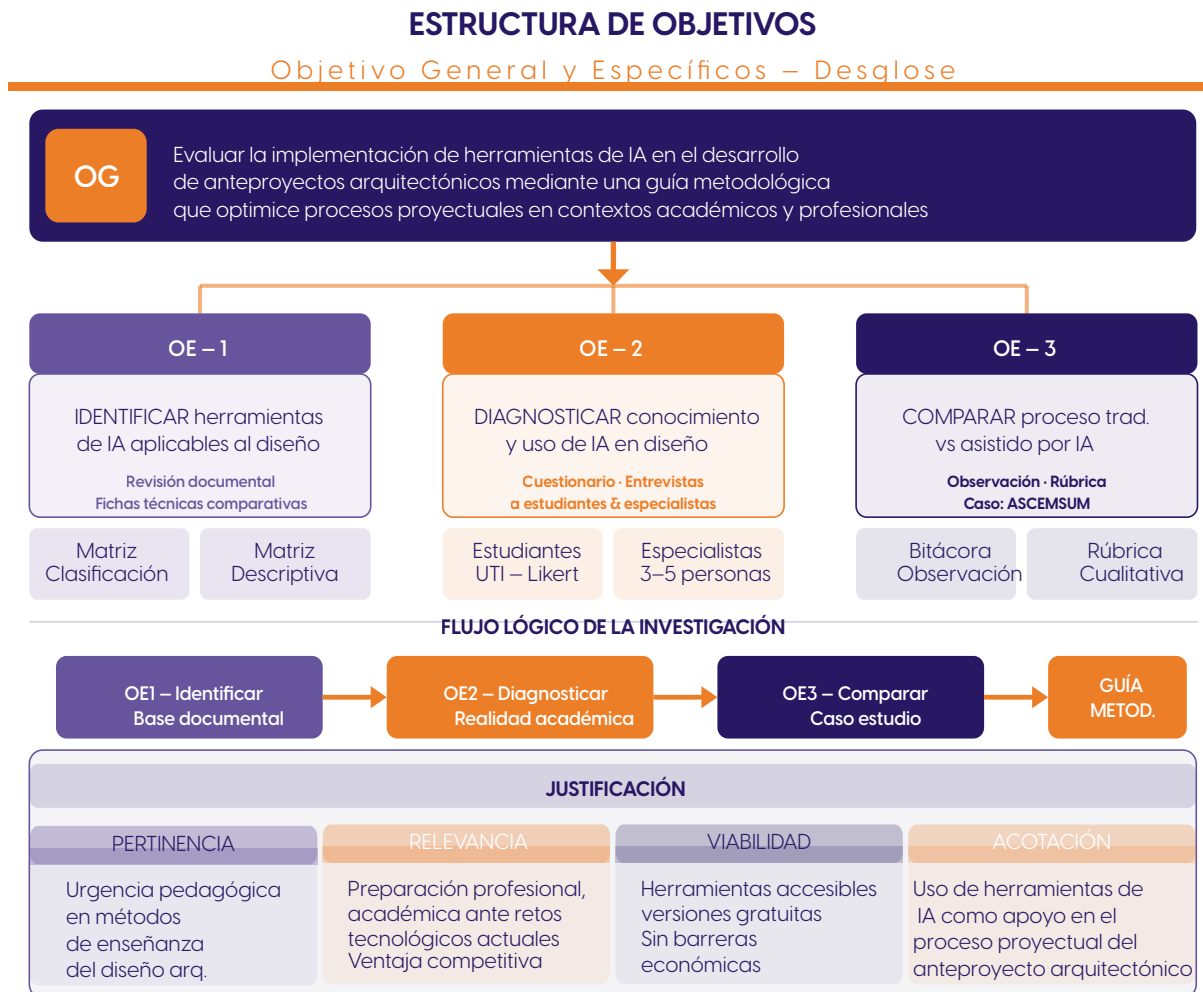 ESTRUCTURA DE OBJETIVOS
Objetivo General y Específicos – Desglose
OG
Evaluar la implementación de herramientas de IA en el desarrollo
de anteproyectos arquitectónicos mediante una guía metodológica
que optimice procesos proyectuales en contextos académicos y profesionales
OE – 1
IDENTIFICAR herramientas
de IA aplicables al diseño
Revisión documental
Fichas técnicas comparativas
Matriz
Clasificación
Matriz
Descriptiva
OE – 2
DIAGNOSTICAR conocimiento
y uso de IA en diseño
Cuestionario · Entrevistas
a estudiantes & especialistas
Estudiantes
UTI – Likert
Especialistas
3–5 personas
OE – 3
COMPARAR proceso trad.
vs asistido por IA
Observación · Rúbrica
Caso: ASCEMSUM
Bitácora
Observación
Rúbrica
Cualitativa
FLUJO LÓGICO DE LA INVESTIGACIÓN
OE1 – Identificar
Base documental
OE2 – Diagnosticar
Realidad académica
OE3 – Comparar
Caso estudio
GUÍA
METOD.
JUSTIFICACIÓN
PERTINENCIA
Urgencia pedagógica
en métodos
de enseñanza
del diseño arq.
RELEVANCIA
Preparación profesional,
académica ante retos
tecnológicos actuales
Ventaja competitiva
VIABILIDAD
Herramientas accesibles
versiones gratuitas
Sin barreras
económicas
ACOTACIÓN
Uso de herramientas de
IA como apoyo en el
proceso proyectual del
anteproyecto arquitectónico